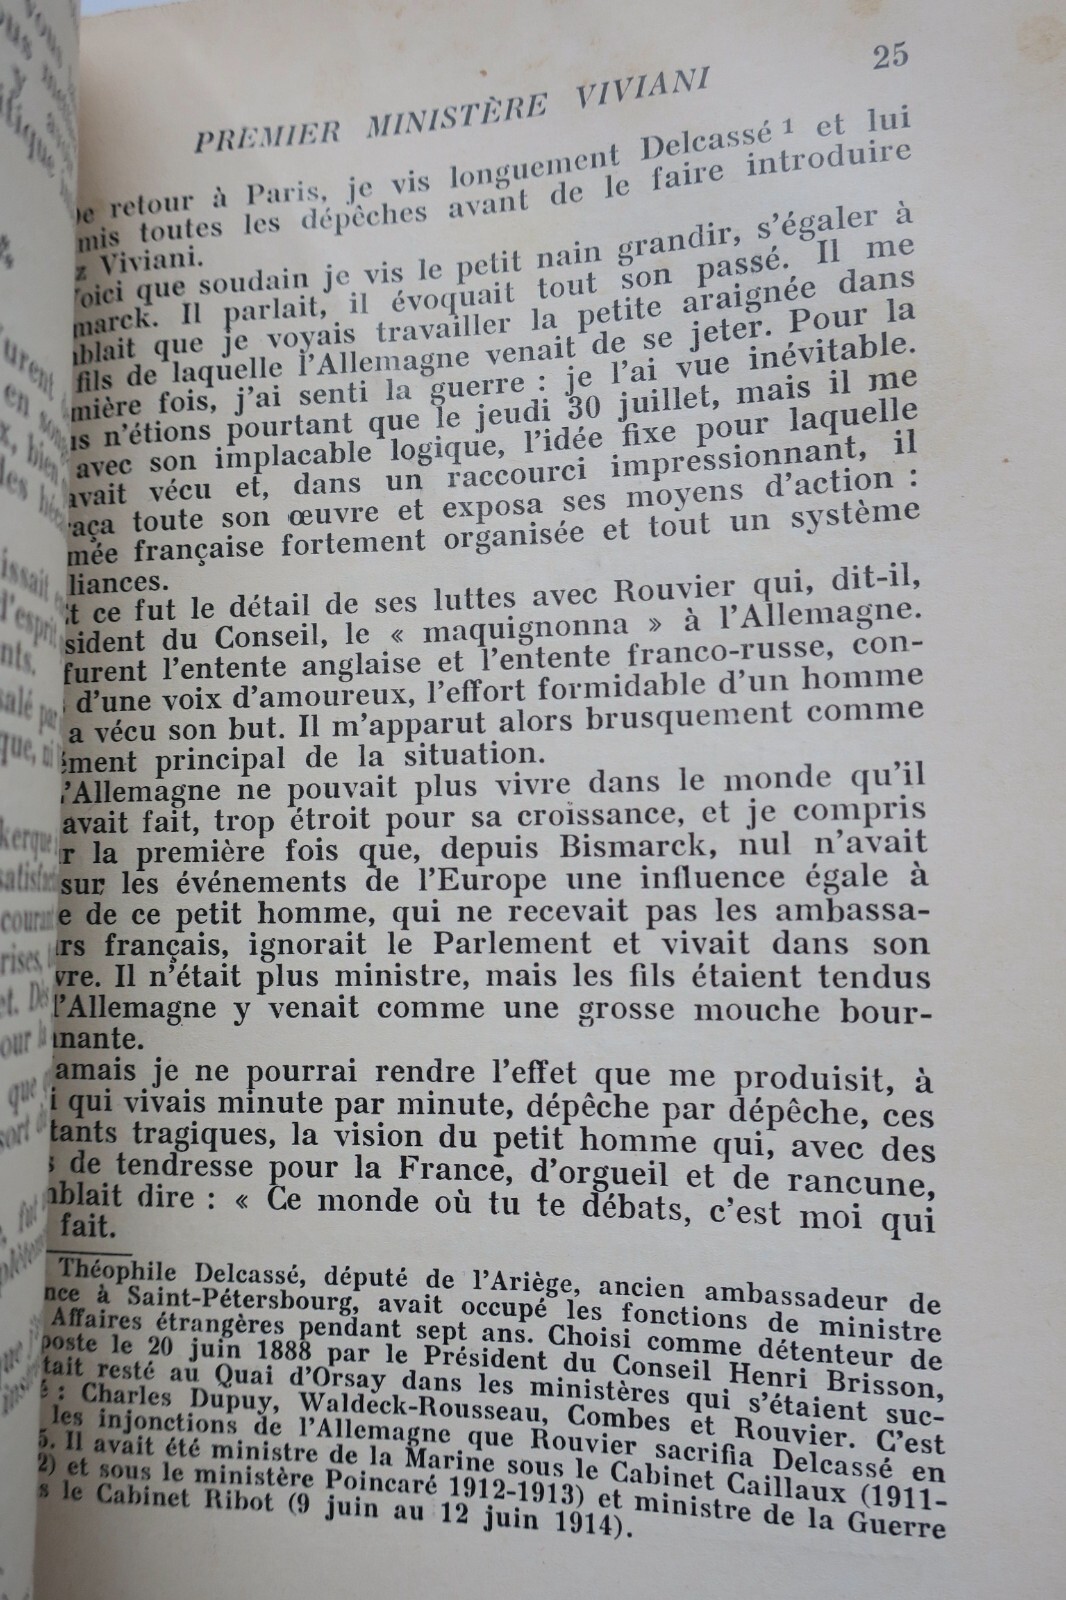 25
PREMIER MINISTÈRE VIVIANI
retour à Paris, je vis longuement Delcassé 1 et lui
mis toutes les dépêches avant de le faire introduire
z Viviani.
oici que soudain je vis le petit nain grandir, s'égaler à
marck. Il parlait, il évoquait tout son passé. Il me
blait que je voyais travailler la petite araignée dans
fils de laquelle l'Allemagne venait de se jeter. Pour la
mière fois, j'ai senti la guerre : je l'ai vue inévitable.
n'étions pourtant que le jeudi 30 juillet, mais il me
avec son implacable logique, l'idée fixe pour laquelle
avait vécu et, dans un raccourci impressionnant, il
aça toute son œuvre et exposa ses moyens d'action :
mée française fortement organisée et tout un système
liances.
t ce fut le détail de ses luttes avec Rouvier qui, dit-il,
sident du Conseil, le « maquignonna » à l'Allemagne.
furent l'entente anglaise et l'entente franco-russe, con-
d'une voix d'amoureux, l'effort formidable d'un homme
a vécu son but. Il m'apparut alors brusquement comme
ément principal de la situation.
'Allemagne ne pouvait plus vivre dans le monde qu'il
avait fait, trop étroit pour sa croissance, et je compris
r la première fois que, depuis Bismarck, nul n'avait
sur les événements de l'Europe une influence égale à
e de ce petit homme, qui ne recevait pas les ambassa-
rs français, ignorait le Parlement et vivait dans son
vre. Il n'était plus ministre, mais les fils étaient tendus
l'Allemagne y venait comme une grosse mouche bour-
nante.
amais je ne pourrai rendre l'effet que me produisit, à
i qui vivais minute par minute, dépêche par dépêche, ces
tants tragiques, la vision du petit homme qui, avec des
s de tendresse pour la France, d'orgueil et de rancune,
blait dire : « Ce monde où tu te débats, c'est moi qui
fait.
Théophile Delcassé, député de l'Ariège, ancien ambassadeur de
nce à Saint-Pétersbourg, avait occupé les fonctions de ministre
Affaires étrangères pendant sept ans. Choisi comme détenteur de
poste le 20 juin 1888 par le Président du Conseil Henri Brisson,
tait resté au Quai d'Orsay dans les ministères qui s'étaient suc-
é : Charles Dupuy, Waldeck-Rousseau, Combes et Rouvier. C'est
les injonctions de l'Allemagne que Rouvier sacrifia Delcassé en
5. Il avait été ministre de la Marine sous le Cabinet Caillaux (1911-
2) et sous le ministère Poincaré 1912-1913) et ministre de la Guerre
s le Cabinet Ribot (9 juin au 12 juin 1914).